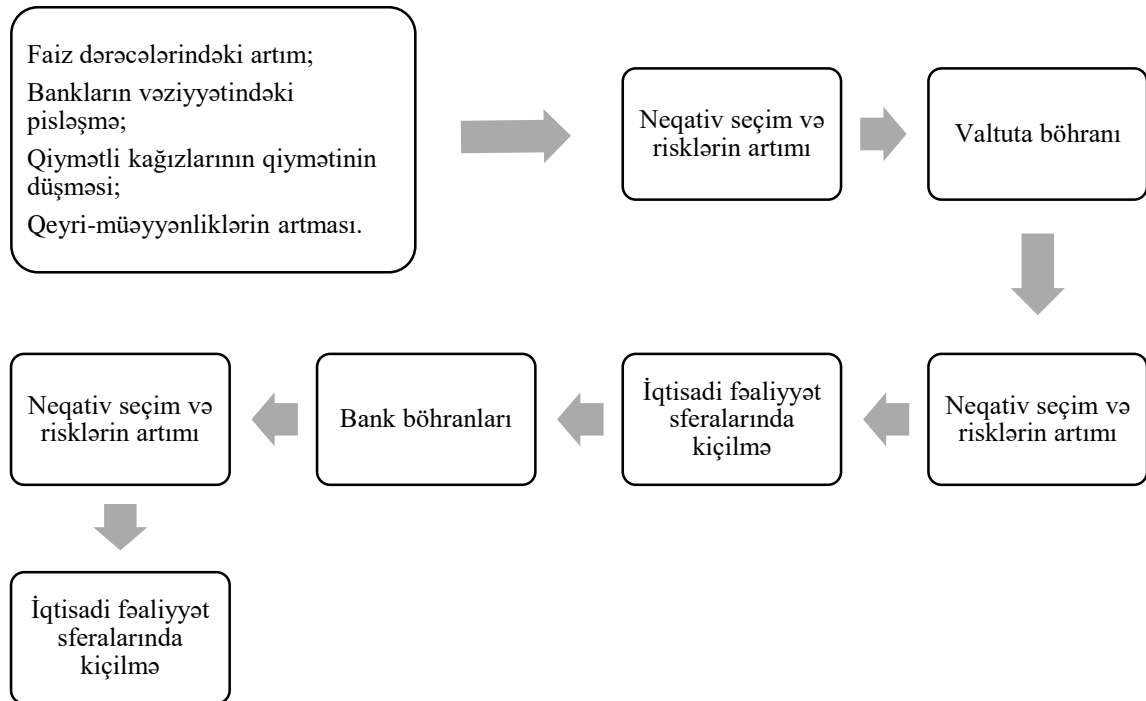 Faiz dərəcələrindəki artım;
Bankların vəziyyətindəki
pisləşmə;
Qiymətli kağızlarının qiymətinin
düşməsi;
Qeyri-müəyyənliklərin artması.
Neqativ seçim və
risklərin artımı
Valtuta böhranı
Neqativ seçim və
risklərin artımı
İqtisadi fəaliyyət
sferalarında
kiçilmə
Bank böhranları
Neqativ seçim və
risklərin artımı
İqtisadi fəaliyyət
sferalarında
kiçilmə